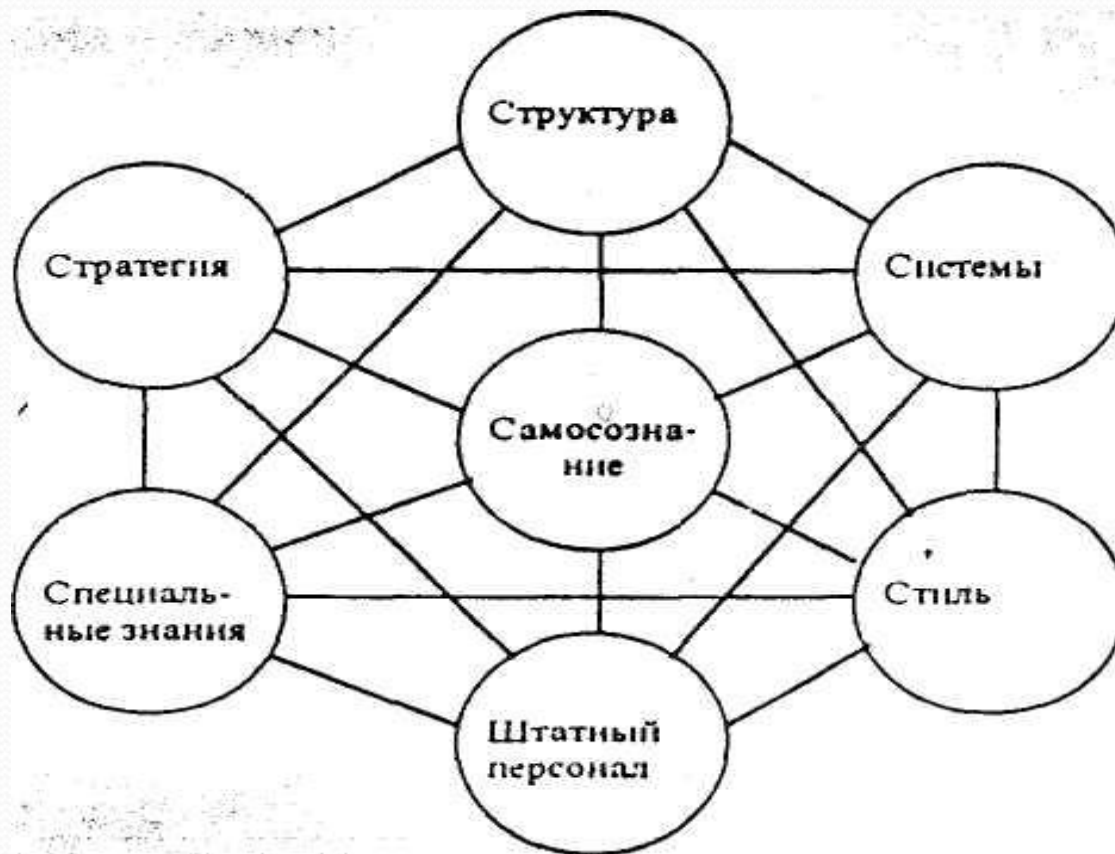 Структура
Стратегия
Системы
Самосозна-
ние
Специаль-
ные знания
Стиль
Штатный
персонал